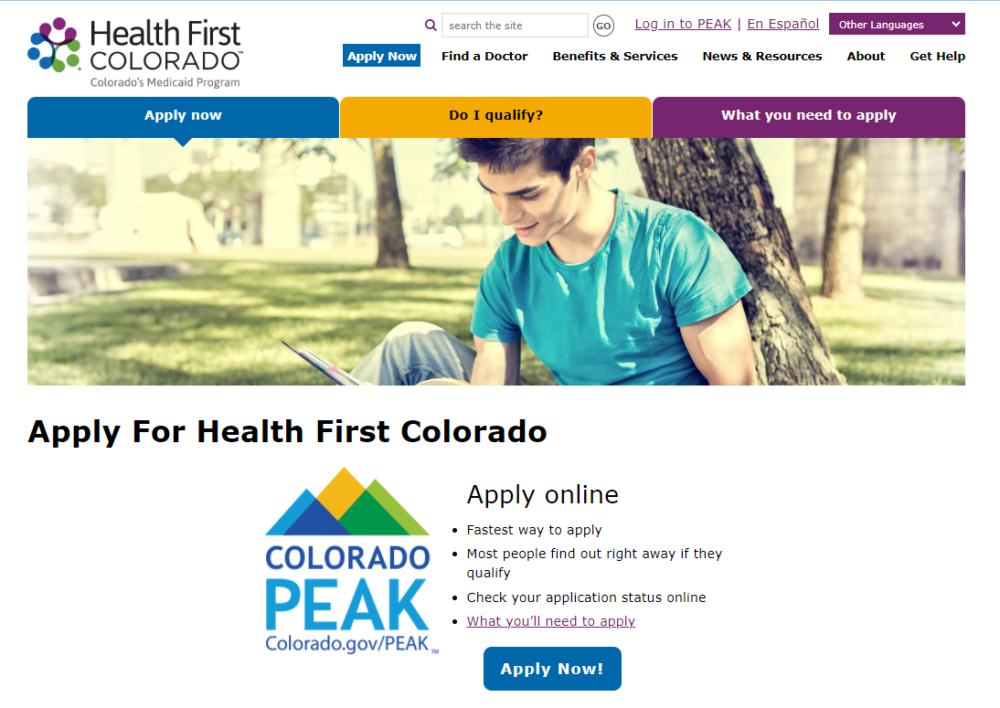 Health First
COLORADO™
Colorado's Medicaid Program
search the site
GO
Log in to PEAK | En Español
Other Languages
Apply Now
Find a Doctor
Benefits & Services
News & Resources
About
Get Help
Apply now
Do I qualify?
What you need to apply
Apply For Health First Colorado
COLORADO
PEAK
Colorado.gov/PEAK™
Apply online
Fastest way to apply
Most people find out right away if they
qualify
Check your application status online
What you'll need to apply
Apply Now!